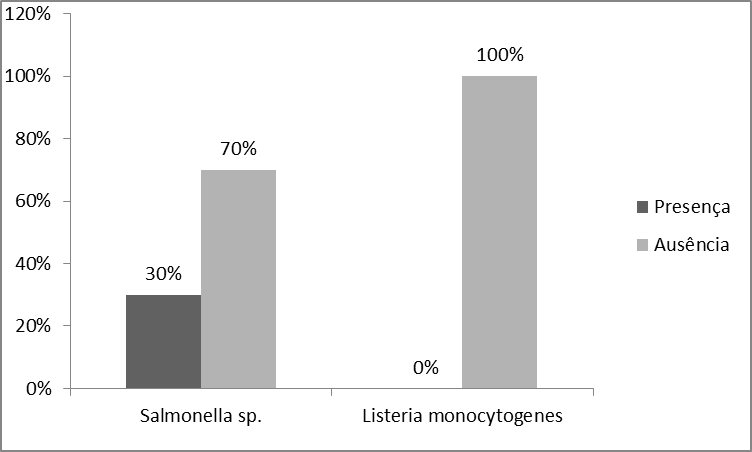 120%
100%
80%
60%
40%
20%
0%
30%
70%
0%
100%
Salmonella sp.
Listeria monocytogenes
Presença
Ausência